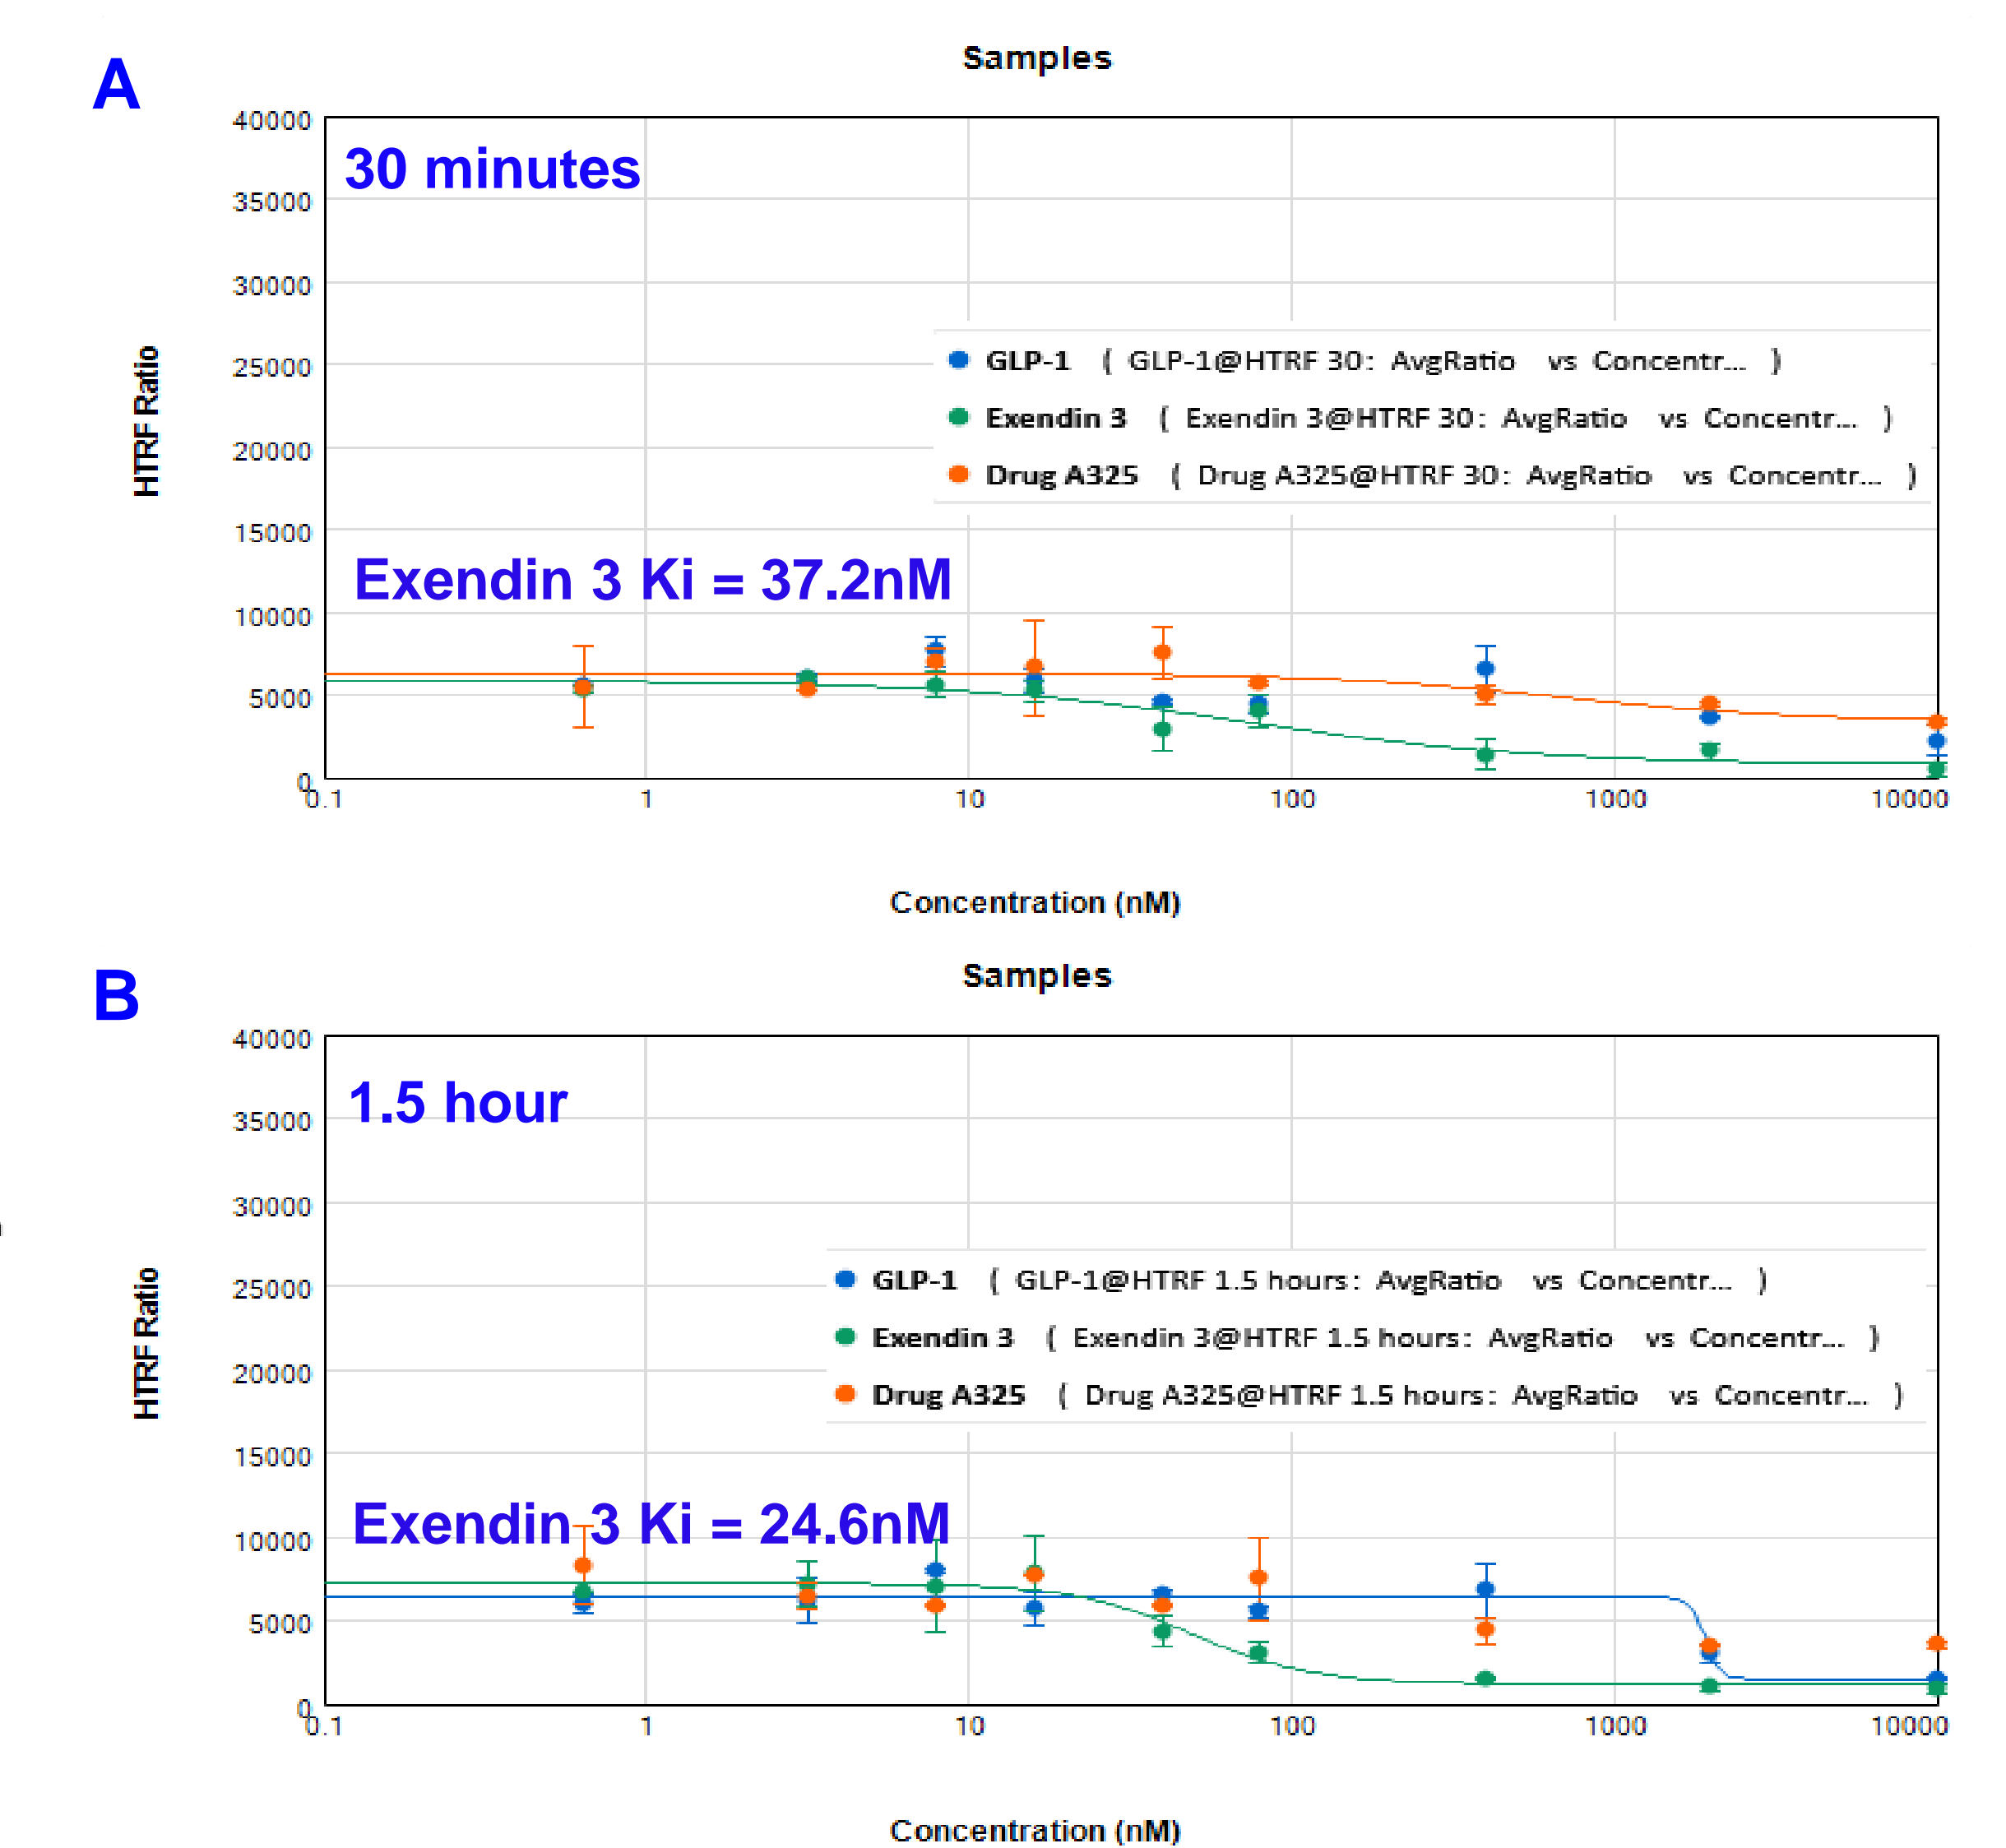 A
Samples
40000
30 minutes
35000
30000
GLP-1 ( GLP-1@HTRF 30: AvgRatio vs Concentr... )
25000
Exendin 3 ( Exendin 3@HTRF 30: AvgRatio vs Concentr... )
20000
Drug A325 ( Drug A325@HTRF 30: AvgRatio vs Concentr... )
HTRF Ratio
15000
Exendin 3 Ki = 37.2nM
10000
5000
0
0.1 1 10 100 1000 10000
Concentration (nM)
B
Samples
40000
1.5 hour
35000
30000
GLP-1 ( GLP-1@HTRF 1.5 hours: AvgRatio vs Concentr... )
25000
Exendin 3 ( Exendin 3@HTRF 1.5 hours: AvgRatio vs Concentr... )
20000
Drug A325 ( Drug A325@HTRF 1.5 hours: AvgRatio vs Concentr... )
HTRF Ratio
15000
Exendin 3 Ki = 24.6nM
10000
5000
0
0.1 1 10 100 1000 10000
Concentration (nM)